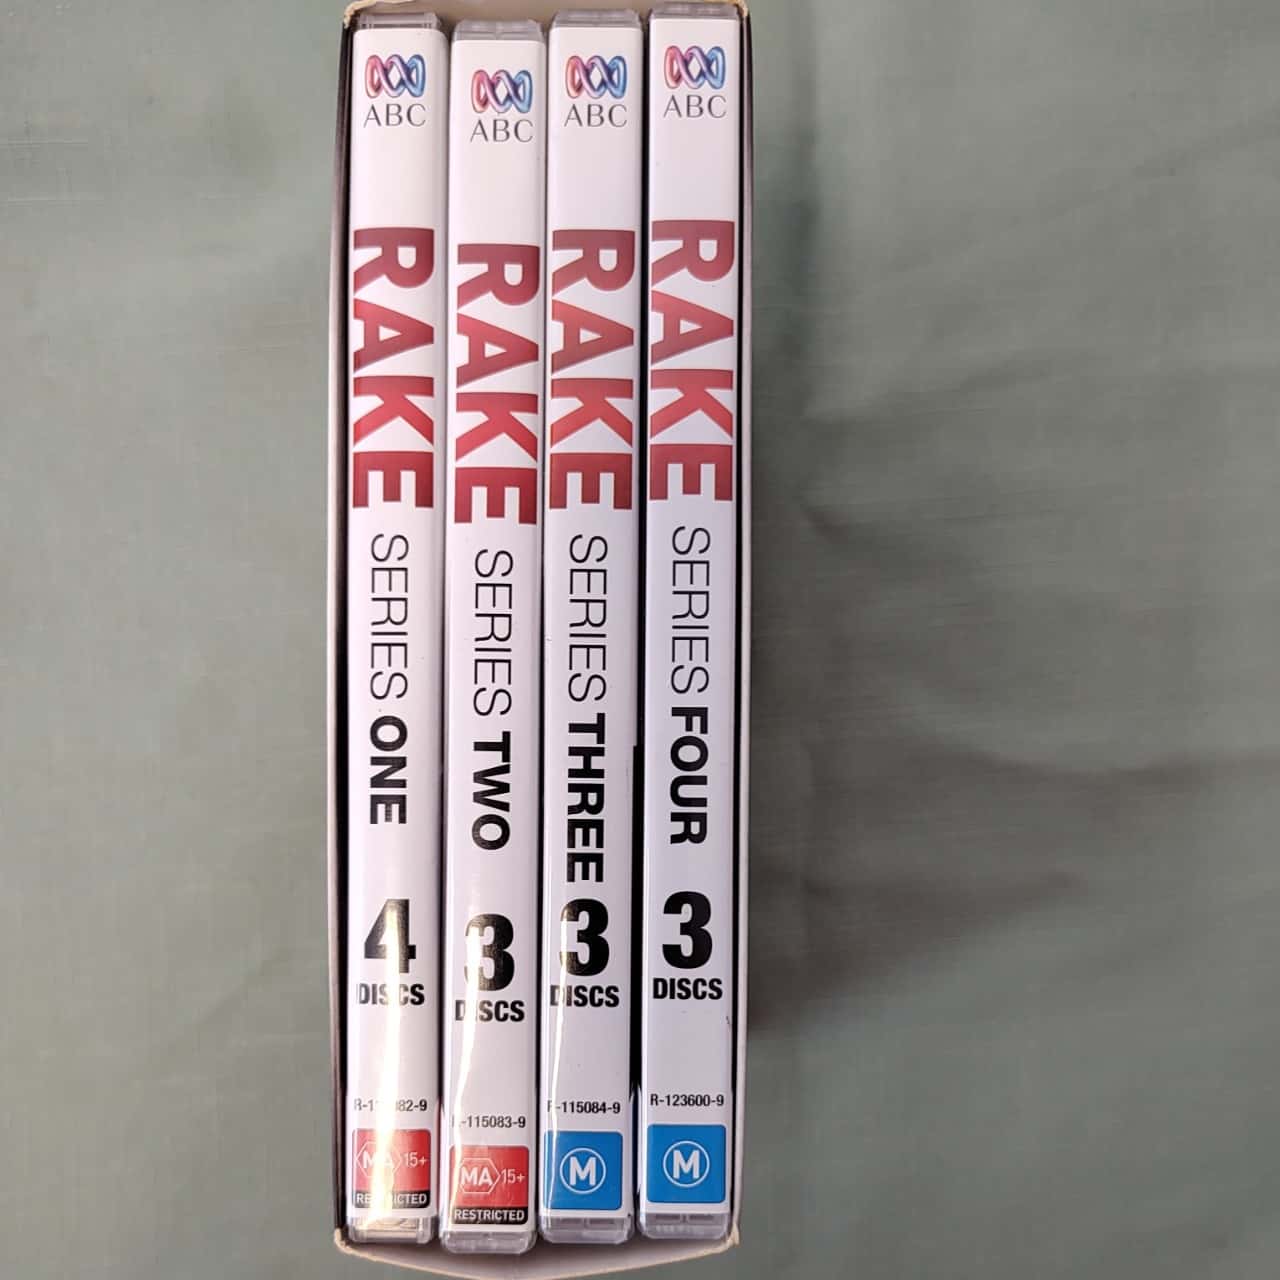 ABC
RAKE SERIES ONE
4
DISCS
MA 15+
RESTRICTED
ABC
RAKE SERIES TWO
3
DISCS
-115083-9
MA 15+
RESTRICTED
ABC
RAKE SERIES THREE
3
DISCS
R-115084-9
M
ABC
RAKE SERIES FOUR
3
DISCS
R-123600-9
M